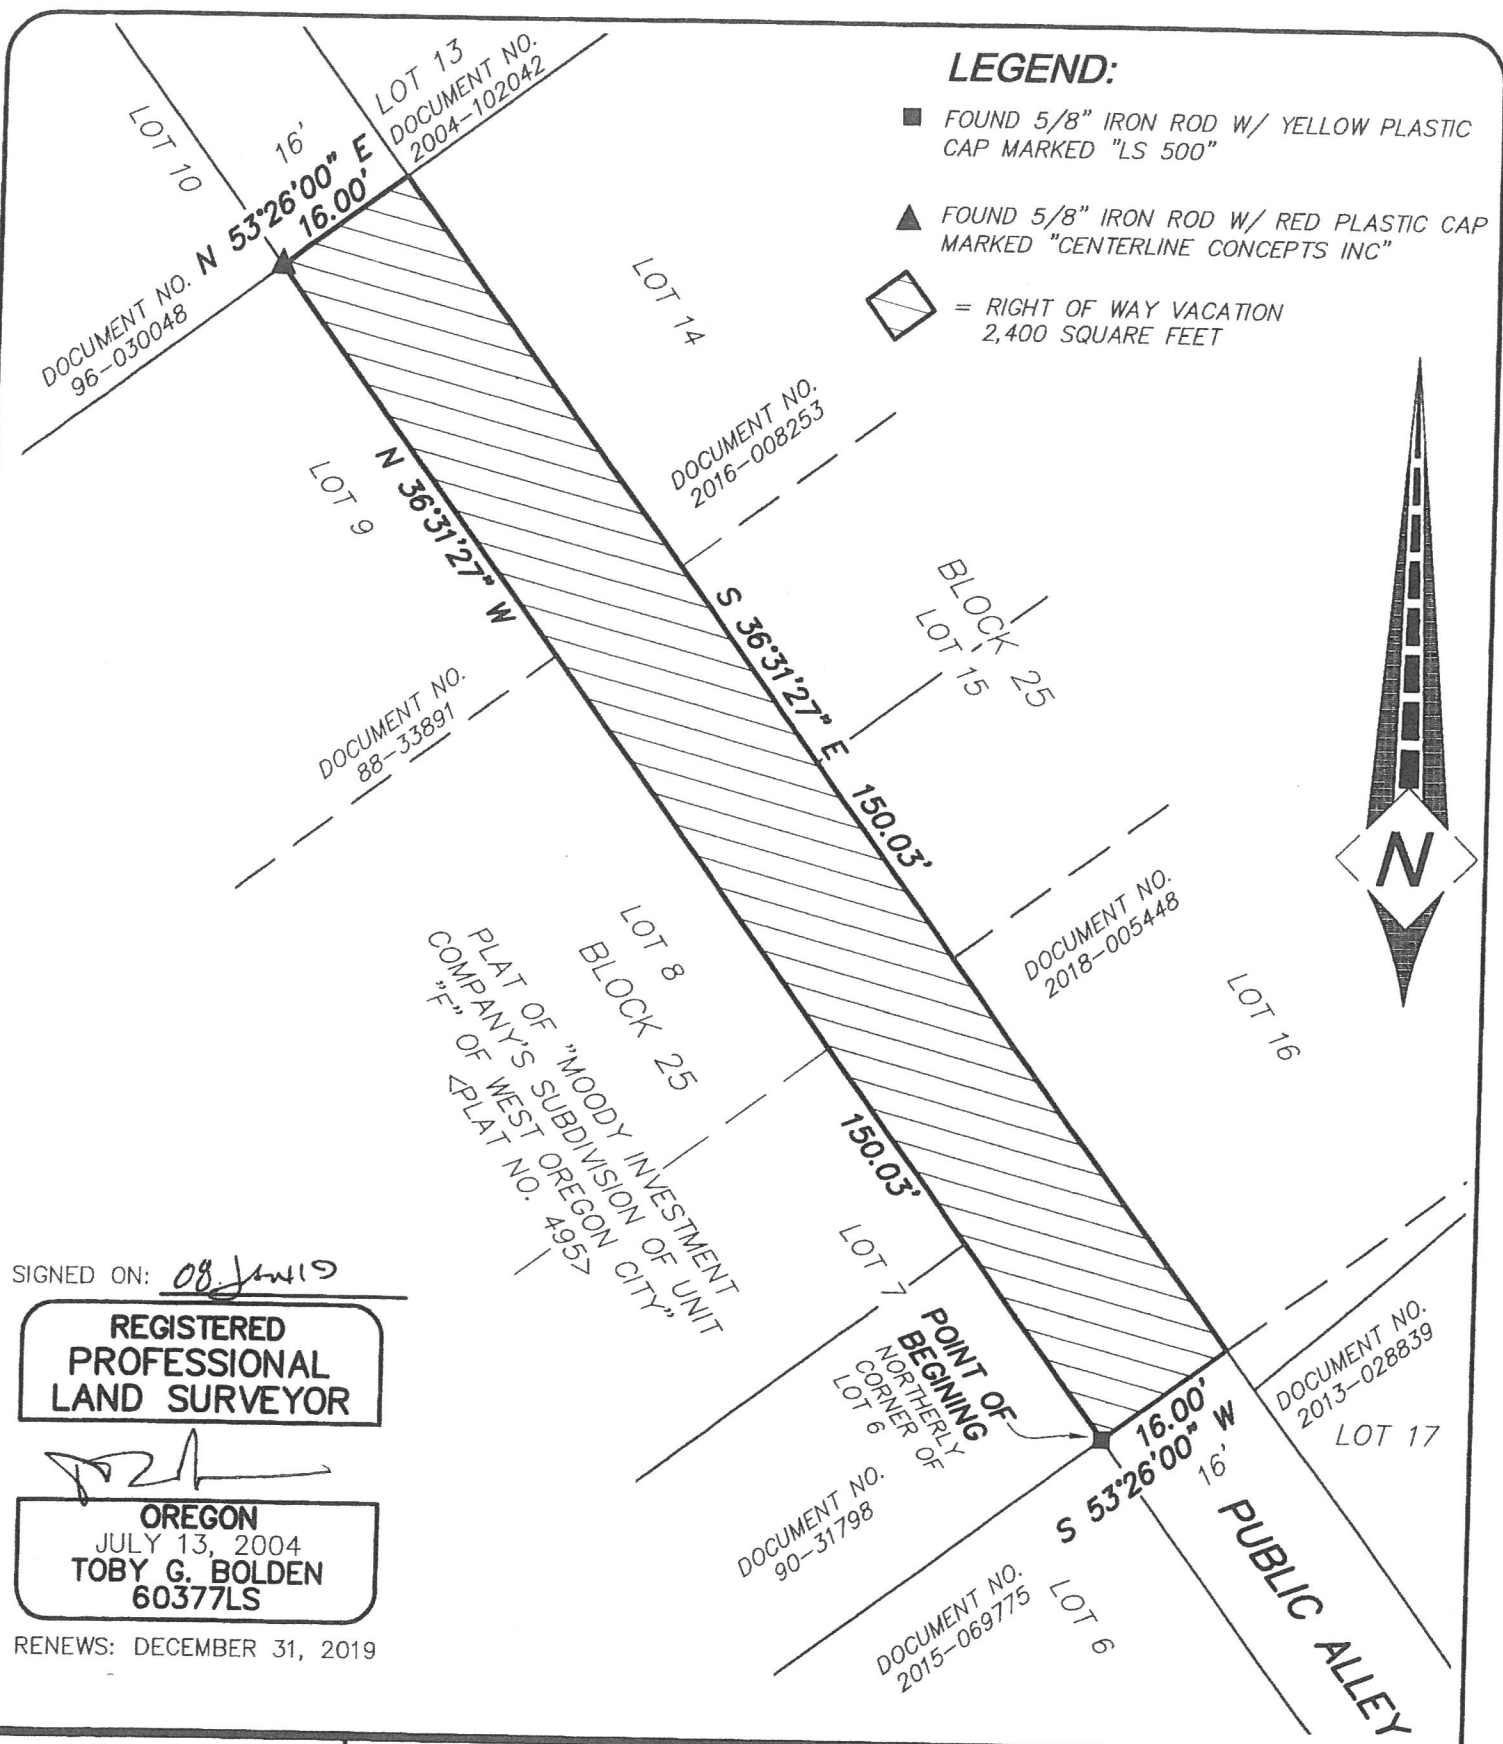 LEGEND:
FOUND 5/8" IRON ROD W/ YELLOW PLASTIC
CAP MARKED "LS 500"
FOUND 5/8" IRON ROD W/ RED PLASTIC CAP
MARKED "CENTERLINE CONCEPTS INC"
= RIGHT OF WAY VACATION
2,400 SQUARE FEET
LOT 10
16'
LOT 13
DOCUMENT NO.
2004-102042
N 53°26'00" E
16.00'
DOCUMENT NO.
96-030048
LOT 14
LOT 9
N 36°31'27" W
DOCUMENT NO.
2016-008253
S 36°31'27" E
150.03'
BLOCK 25
LOT 15
DOCUMENT NO.
88-33891
N
DOCUMENT NO.
2018-005448
LOT 16
LOT 8
BLOCK 25
PLAT OF "MOODY INVESTMENT
COMPANY'S SUBDIVISION OF UNIT
"F" OF WEST OREGON CITY"
<PLAT NO. 495>
150.03'
LOT 7
POINT OF
BEGINING
NORTHERLY
CORNER OF
LOT 6
16.00'
S 53°26'00" W
16'
DOCUMENT NO.
2013-028839
LOT 17
DOCUMENT NO.
90-31798
DOCUMENT NO.
2015-069775
LOT 6
PUBLIC ALLEY
SIGNED ON: 08 JAN 19
REGISTERED
PROFESSIONAL
LAND SURVEYOR
OREGON
JULY 13, 2004
TOBY G. BOLDEN
60377LS
RENEWS: DECEMBER 31, 2019